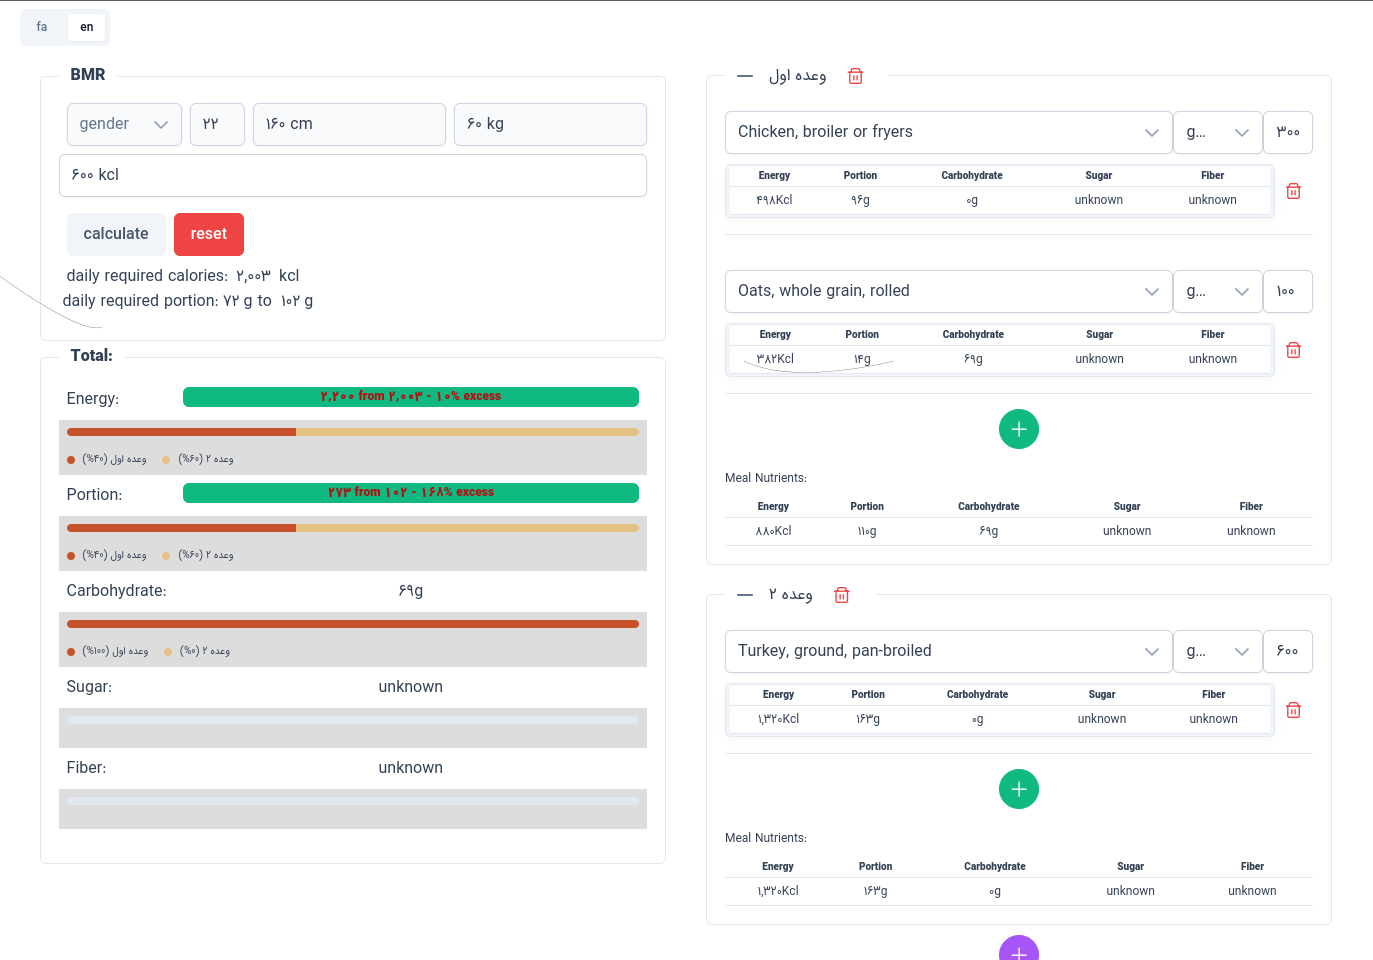 fa en
BMR
gender ۲۲ ۱۶۰ cm ۶۰ kg
۶۰۰ kcl
calculate reset
daily required calories: ۲,۰۰۳ kcl
daily required portion: ۷۲ g to ۱۰۲ g
Total:
Energy: ۲,۲۰۰ from ۲,۰۰۳ - ۱۰% excess
وعده اول (%۴۰) وعده ۲ (%۶۰)
Portion: ۲۷۳ from ۱۰۲ - ۱۶۸% excess
وعده اول (%۴۰) وعده ۲ (%۶۰)
Carbohydrate: ۶۹g
وعده اول (%۱۰۰) وعده ۲ (%۰)
Sugar: unknown
Fiber: unknown
وعده اول
Chicken, broiler or fryers g... ۳۰۰
Energy Portion Carbohydrate Sugar Fiber
۴۹۸Kcl ۹۶g ۰g unknown unknown
Oats, whole grain, rolled g... ۱۰۰
Energy Portion Carbohydrate Sugar Fiber
۳۸۲Kcl ۱۴g ۶۹g unknown unknown
Meal Nutrients:
Energy Portion Carbohydrate Sugar Fiber
۸۸۰Kcl ۱۱۰g ۶۹g unknown unknown
وعده ۲
Turkey, ground, pan-broiled g... ۶۰۰
Energy Portion Carbohydrate Sugar Fiber
۱,۳۲۰Kcl ۱۶۳g ۰g unknown unknown
Meal Nutrients:
Energy Portion Carbohydrate Sugar Fiber
۱,۳۲۰Kcl ۱۶۳g ۰g unknown unknown